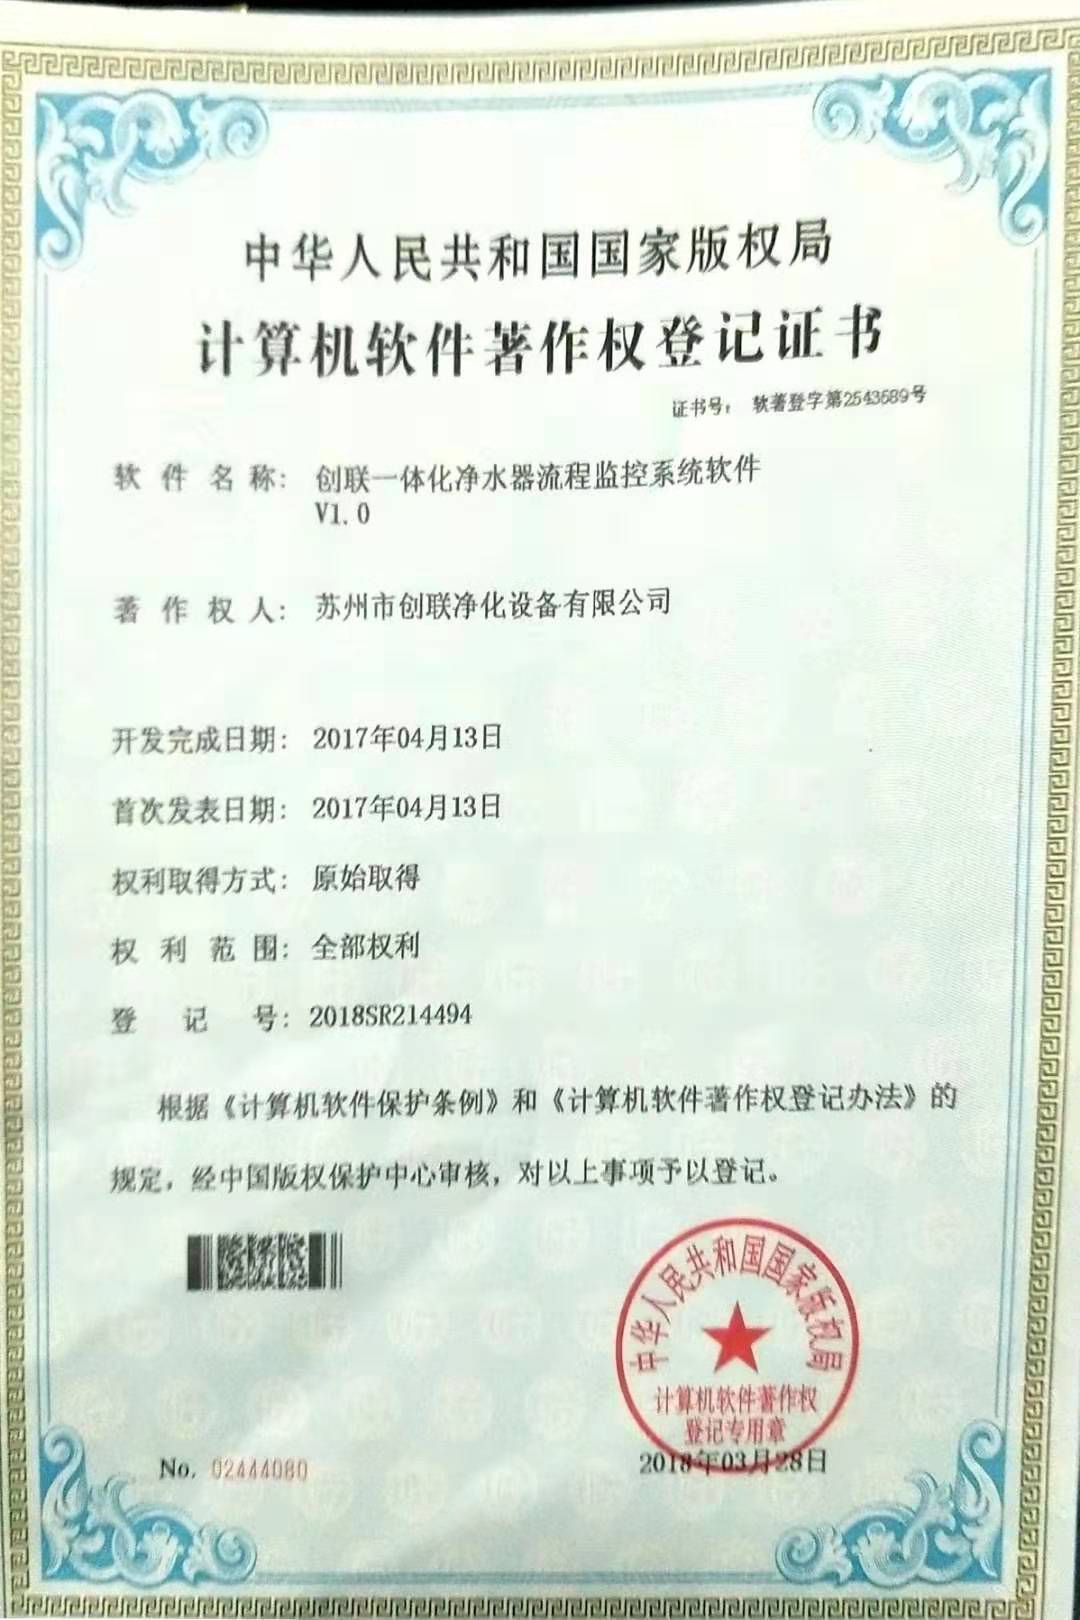 中华人民共和国国家版权局
计算机软件著作权登记证书
证书号： 软著登字第2543589号
软件名称： 创联一体化净水器流程监控系统软件
V1.0
著作权人： 苏州市创联净化设备有限公司
开发完成日期： 2017年04月13日
首次发表日期： 2017年04月13日
权利取得方式： 原始取得
权利范围： 全部权利
登记号： 2018SR214494
根据《计算机软件保护条例》和《计算机软件著作权登记办法》的
规定，经中国版权保护中心审核，对以上事项予以登记。
中华人民共和国国家版权局
计算机软件著作权
登记专用章
No. 02444080
2018年03月28日